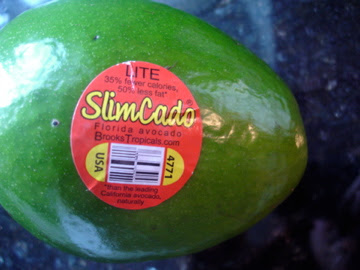 LITE
35% fewer calories,
50% less fat*
SlimCado®
Florida avocado
BrooksTropicals.com
USA
4771
*than the leading
California avocado,
naturally